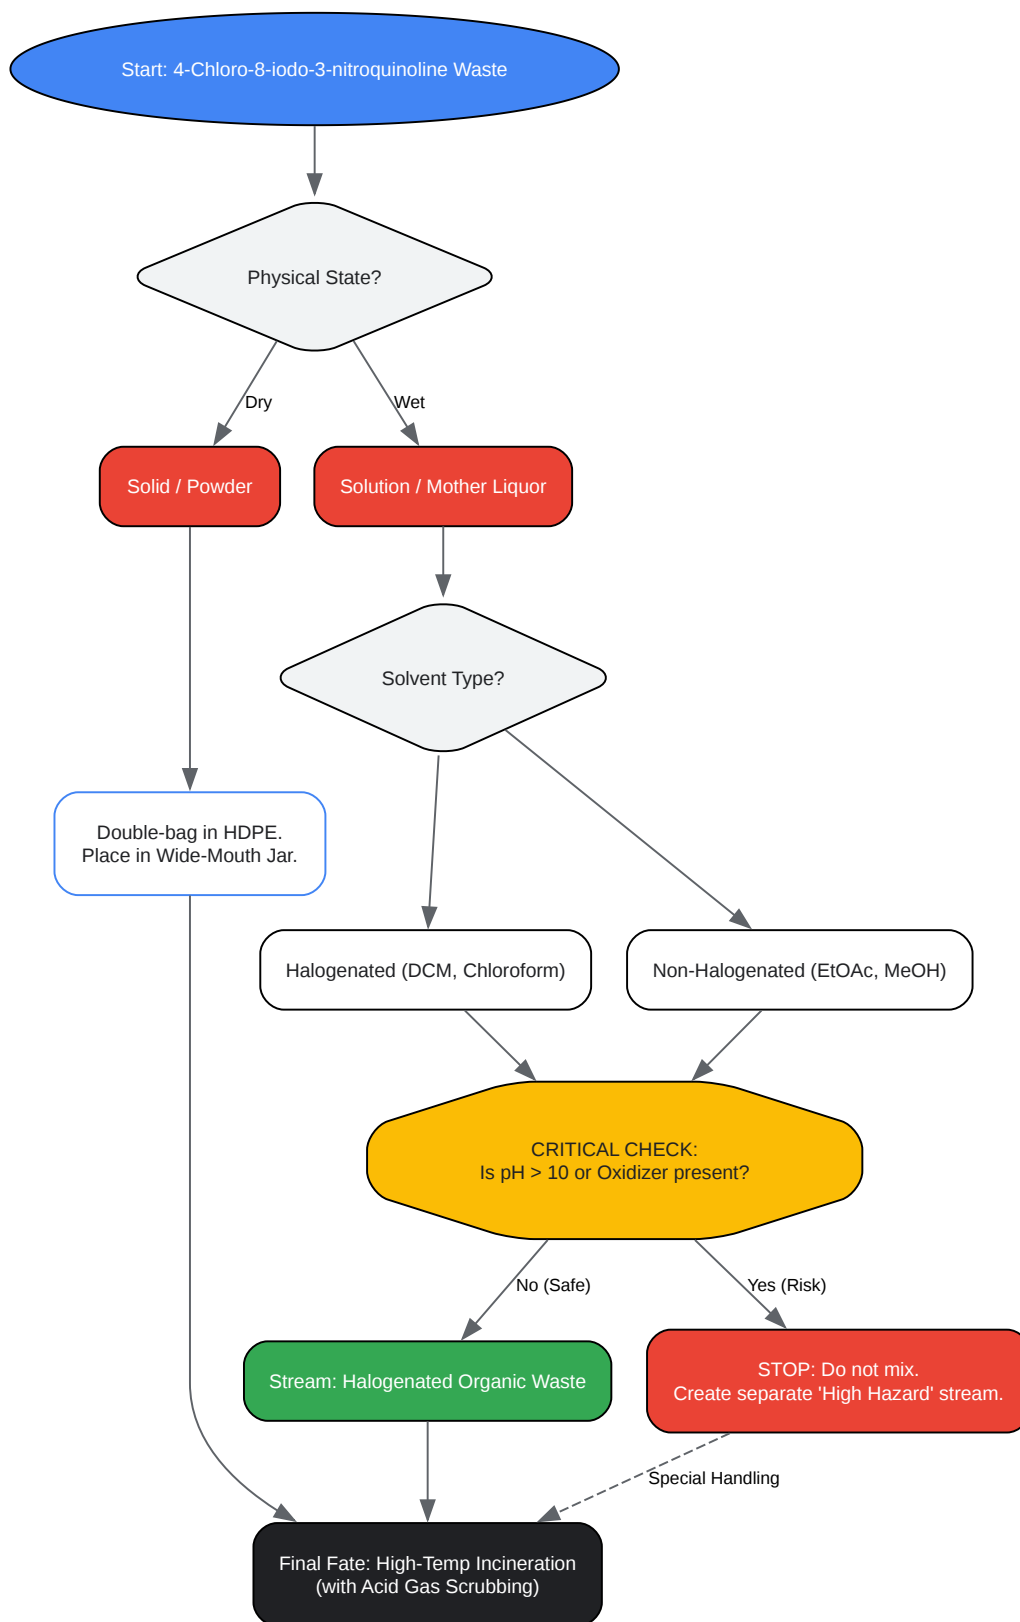 Start: 4-Chloro-8-iodo-3-nitroquinoline Waste
Physical State?
Dry
Wet
Solid / Powder
Solution / Mother Liquor
Solvent Type?
Double-bag in HDPE.
Place in Wide-Mouth Jar.
Halogenated (DCM, Chloroform)
Non-Halogenated (EtOAc, MeOH)
CRITICAL CHECK:
Is pH > 10 or Oxidizer present?
No (Safe)
Yes (Risk)
Stream: Halogenated Organic Waste
STOP: Do not mix.
Create separate 'High Hazard' stream.
Special Handling
Final Fate: High-Temp Incineration
(with Acid Gas Scrubbing)